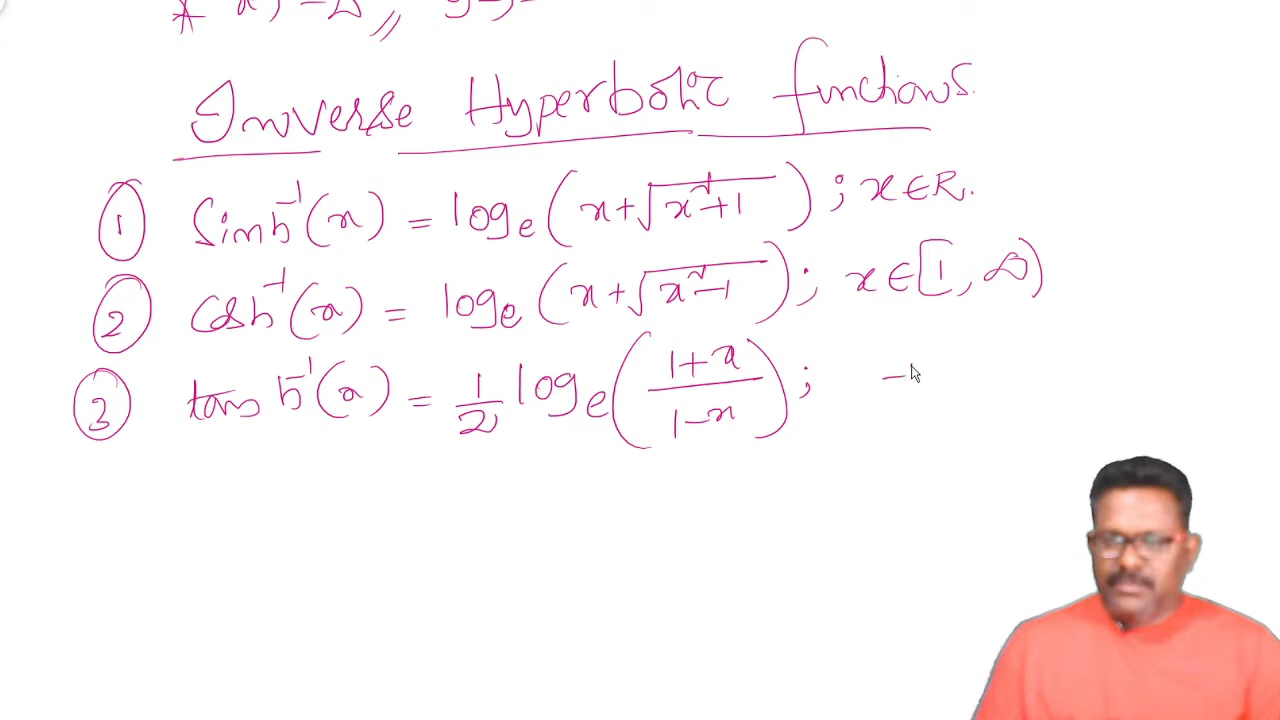 Inverse Hyperbolic functions.
① Sinh⁻¹(x) = logₑ(x+√(x²+1)) ; x∈R.
② Cosh⁻¹(x) = logₑ(x+√(x²-1)) ; x∈[1,∞)
③ tanh⁻¹(x) = 1/2 logₑ((1+x)/(1-x)) ; -